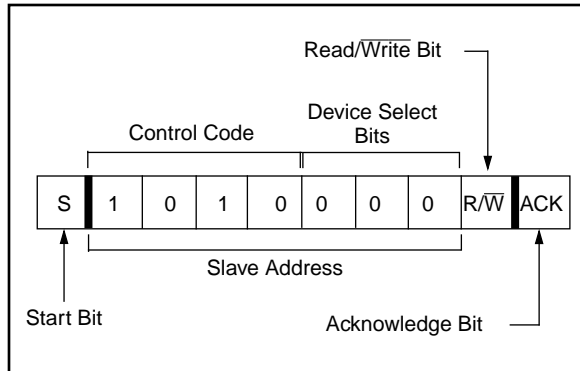 Read/Write Bit
Device Select
Bits
Control Code
S 1 0 1 0 0 0 0 R/W ACK
Slave Address
Start Bit
Acknowledge Bit